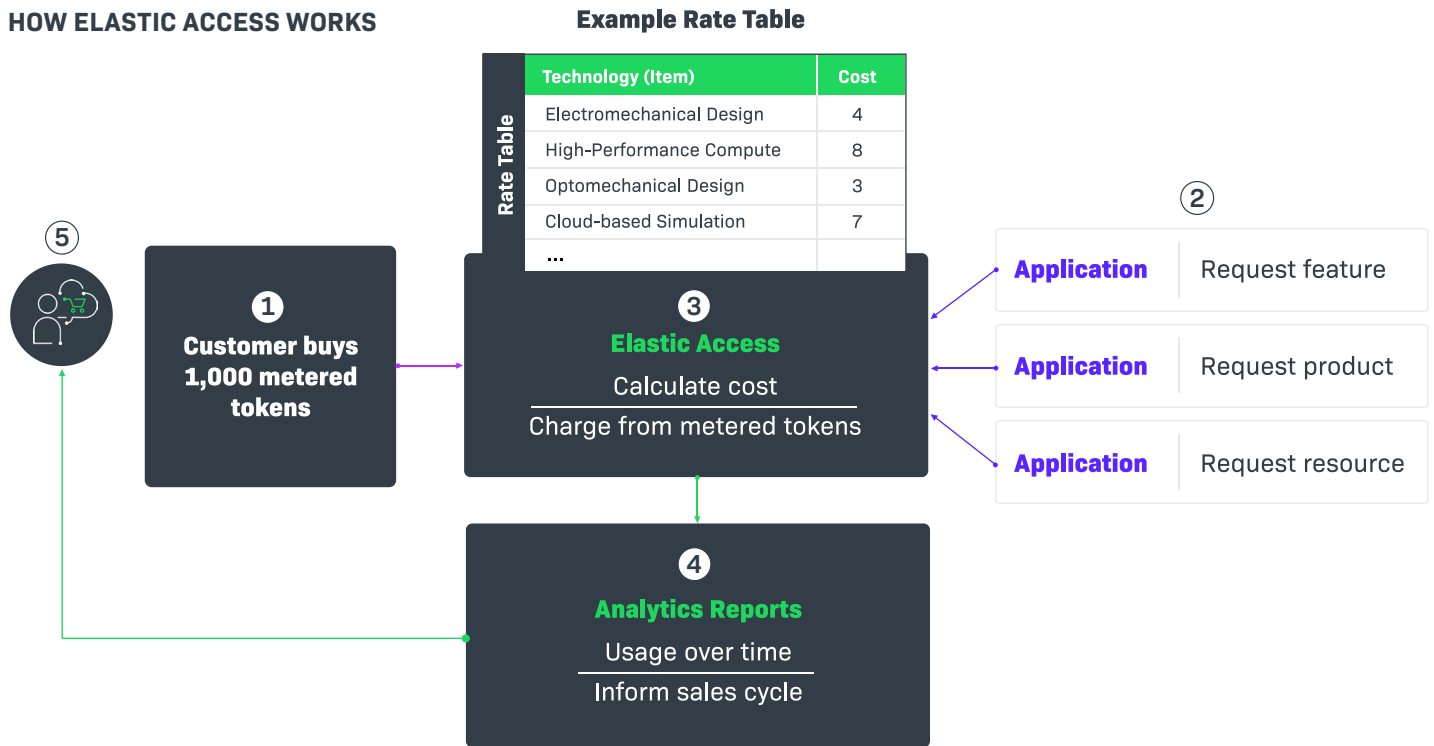 HOW ELASTIC ACCESS WORKS
Example Rate Table
Rate Table
Technology (Item) Cost
Electromechanical Design 4
High-Performance Compute 8
Optomechanical Design 3
Cloud-based Simulation 7
...
5
1
Customer buys
1,000 metered
tokens
3
Elastic Access
Calculate cost
Charge from metered tokens
2
Application Request feature
Application Request product
Application Request resource
4
Analytics Reports
Usage over time
Inform sales cycle